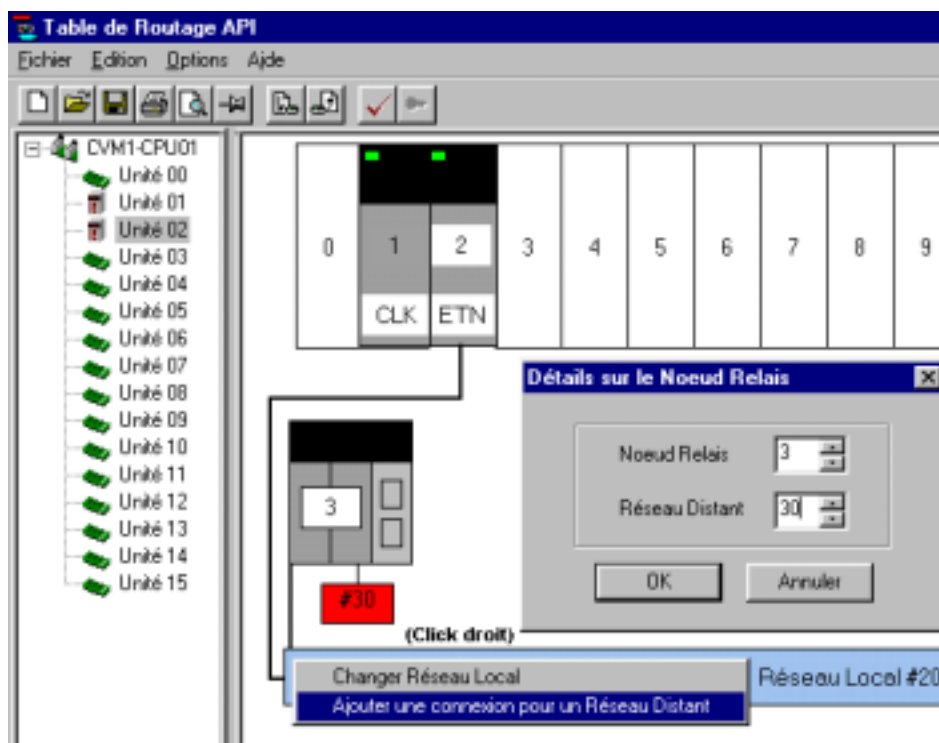 Table de Routage API
Fichier Edition Options Ajde
CVM1-CPU01
Unité 00
Unité 01
Unité 02
Unité 03
Unité 04
Unité 05
Unité 06
Unité 07
Unité 08
Unité 09
Unité 10
Unité 11
Unité 12
Unité 13
Unité 14
Unité 15
0 1 2 3 4 5 6 7 8 9
CLK ETN
Détails sur le Noeud Relais
Noeud Relais 3
Réseau Distant 30
OK Annuler
3
#30
(Click droit)
Changer Réseau Local
Ajouter une connexion pour un Réseau Distant
Réseau Local #20